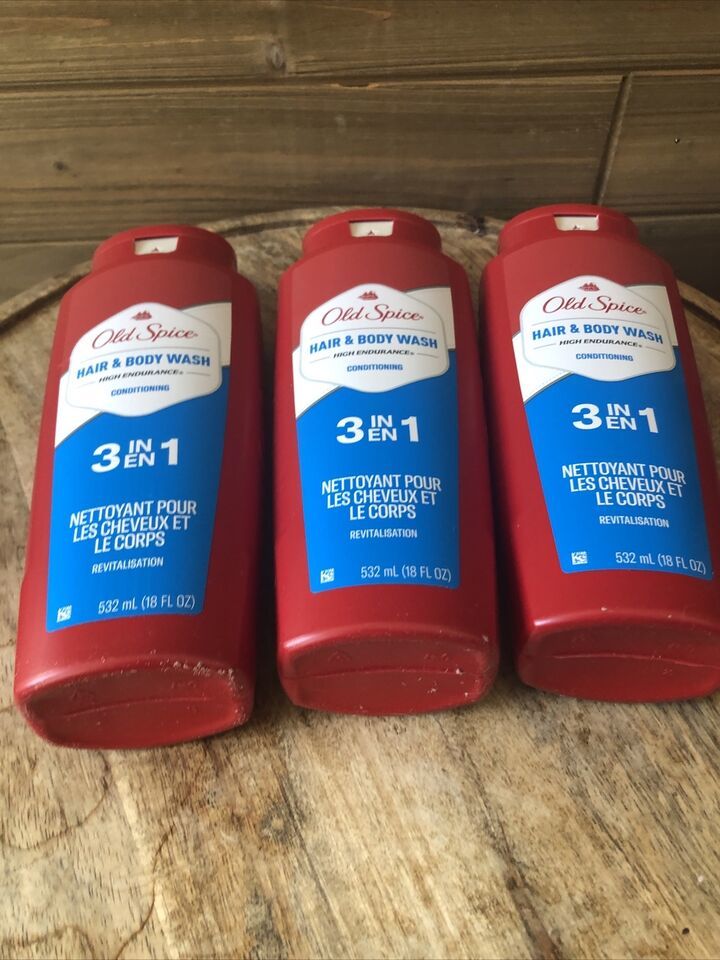 Old Spice®
HAIR & BODY WASH
HIGH ENDURANCE®
CONDITIONING
3 IN EN 1
NETTOYANT POUR
LES CHEVEUX ET
LE CORPS
REVITALISATION
532 mL (18 FL OZ)
Old Spice®
HAIR & BODY WASH
HIGH ENDURANCE®
CONDITIONING
3 IN EN 1
NETTOYANT POUR
LES CHEVEUX ET
LE CORPS
REVITALISATION
532 mL (18 FL OZ)
Old Spice®
HAIR & BODY WASH
HIGH ENDURANCE®
CONDITIONING
3 IN EN 1
NETTOYANT POUR
LES CHEVEUX ET
LE CORPS
REVITALISATION
532 mL (18 FL OZ)